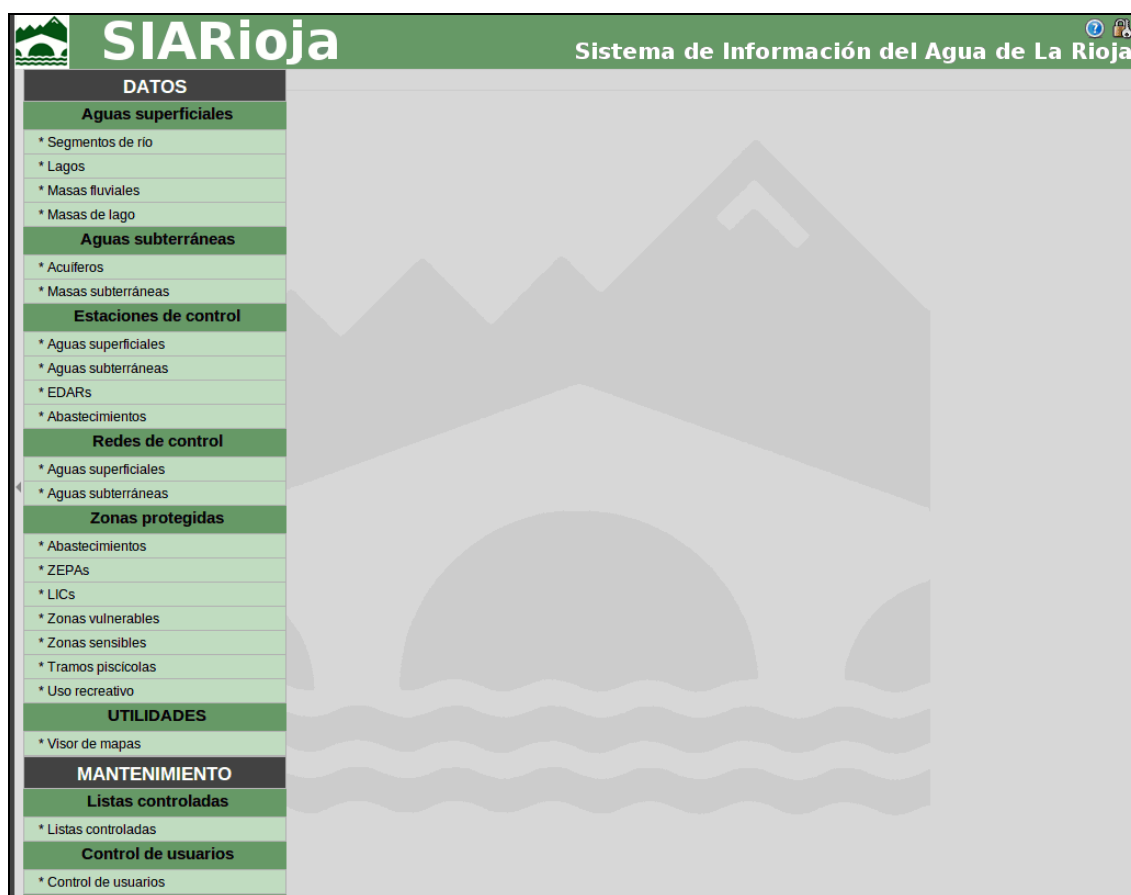 SIARioja
Sistema de Información del Agua de La Rioja
DATOS
Aguas superficiales
* Segmentos de río
* Lagos
* Masas fluviales
* Masas de lago
Aguas subterráneas
* Acuíferos
* Masas subterráneas
Estaciones de control
* Aguas superficiales
* Aguas subterráneas
* EDARs
* Abastecimientos
Redes de control
* Aguas superficiales
* Aguas subterráneas
Zonas protegidas
* Abastecimientos
* ZEPAs
* LICs
* Zonas vulnerables
* Zonas sensibles
* Tramos piscícolas
* Uso recreativo
UTILIDADES
* Visor de mapas
MANTENIMIENTO
Listas controladas
* Listas controladas
Control de usuarios
* Control de usuarios